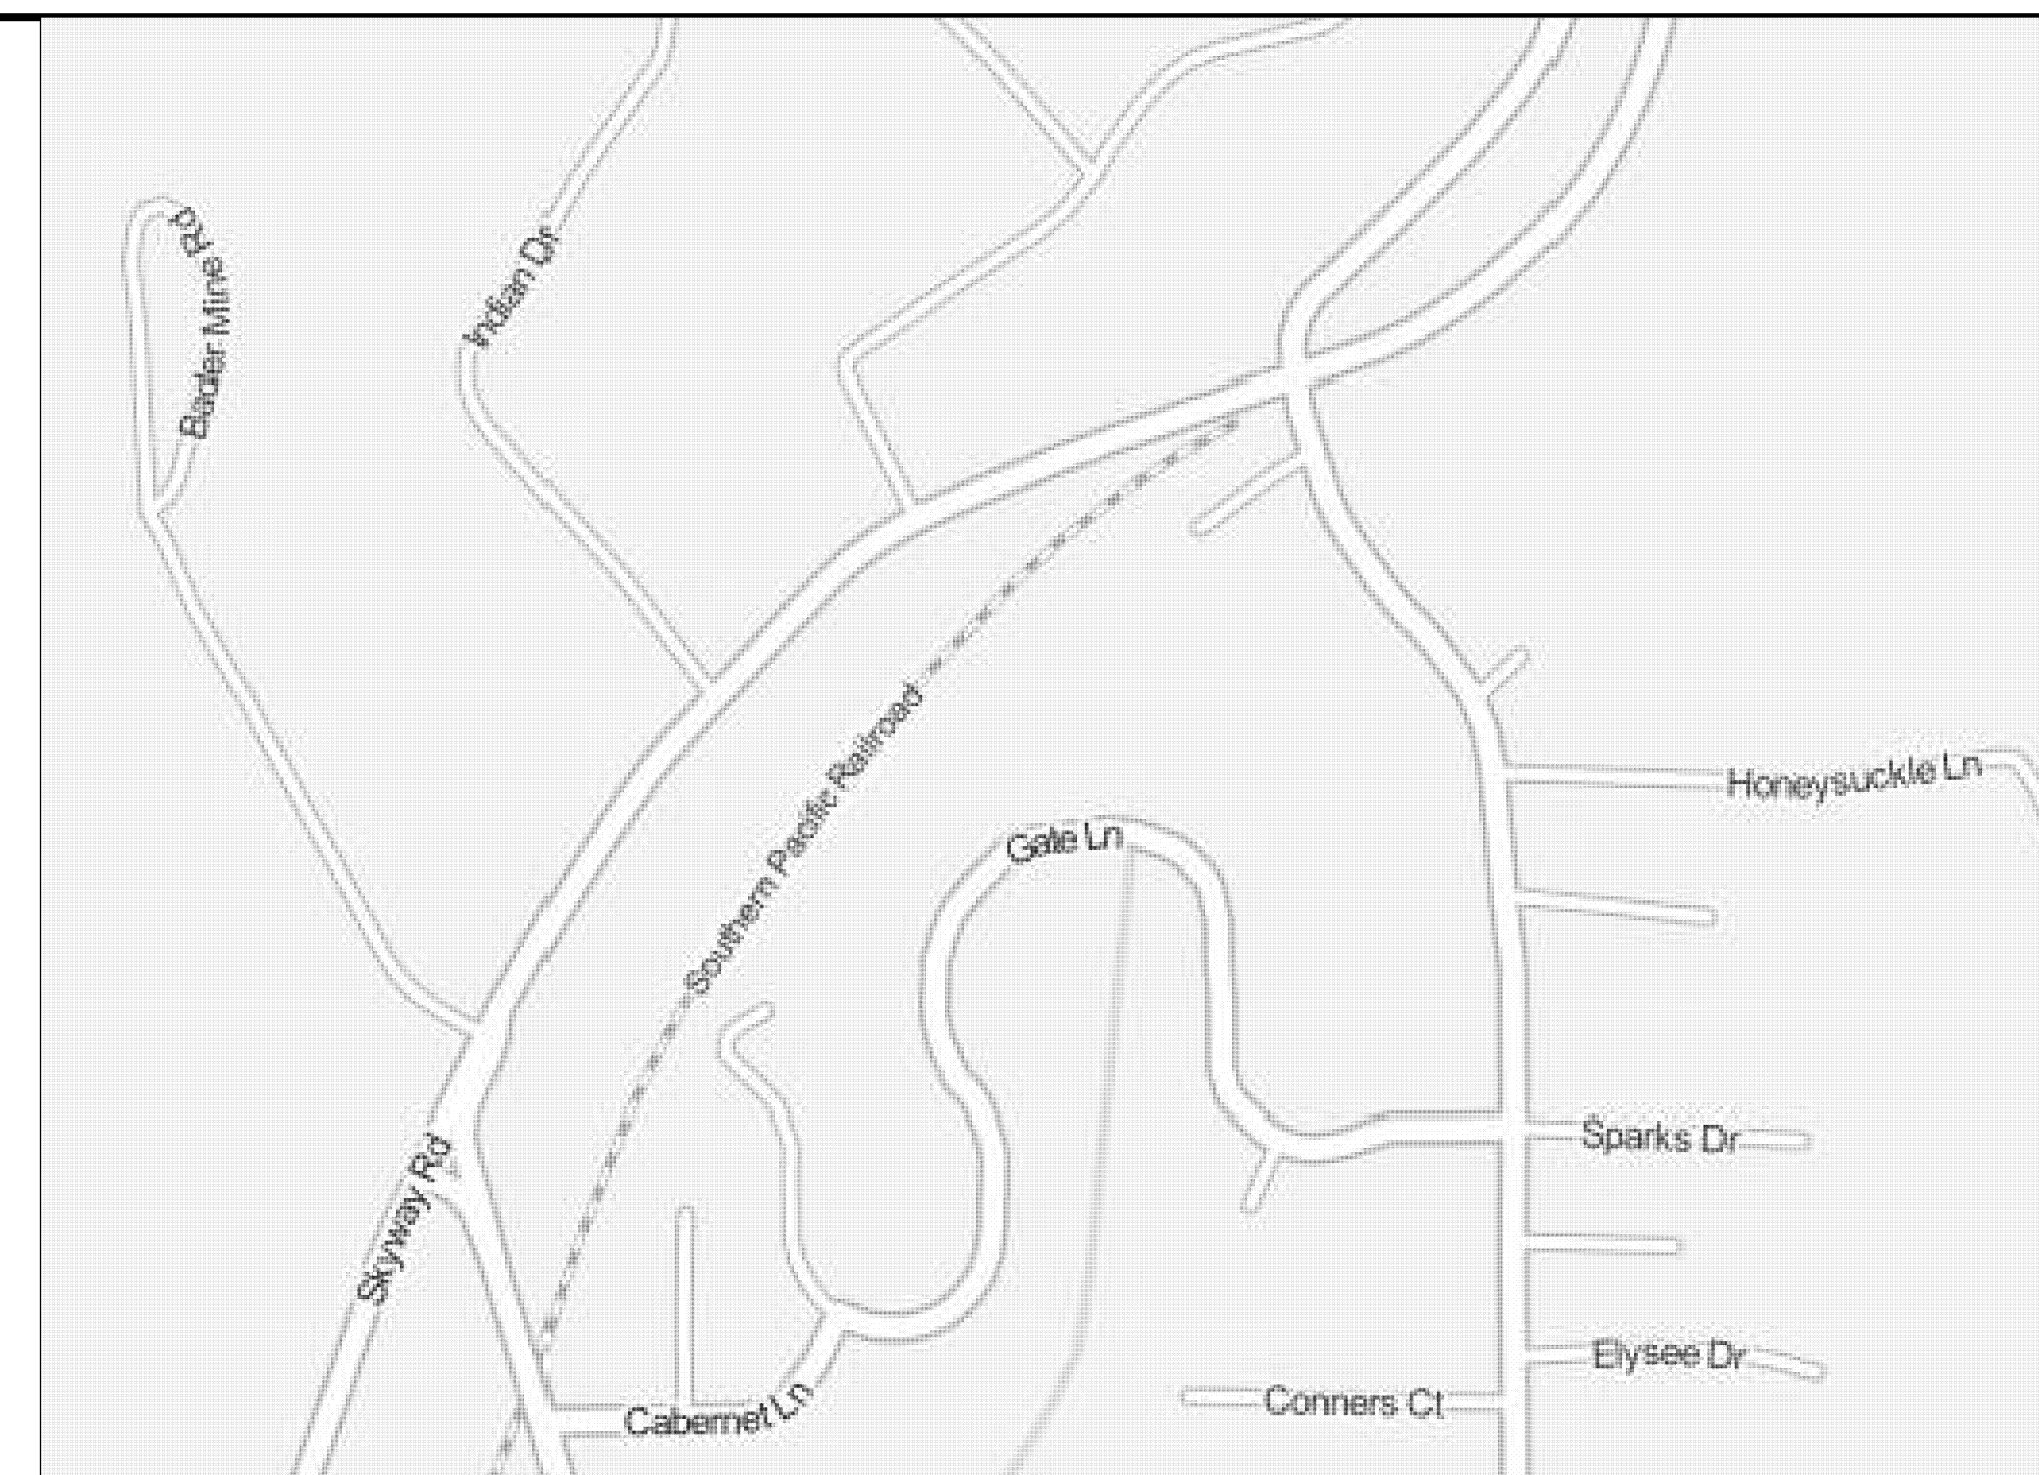 Bader Mine Rd
Indian Dr
Southern Pacific Railroad
Honeysuckle Ln
Gate Ln
Sparks Dr
Skyway Rd
Elysee Dr
Conners Ct
Cabernet Ln